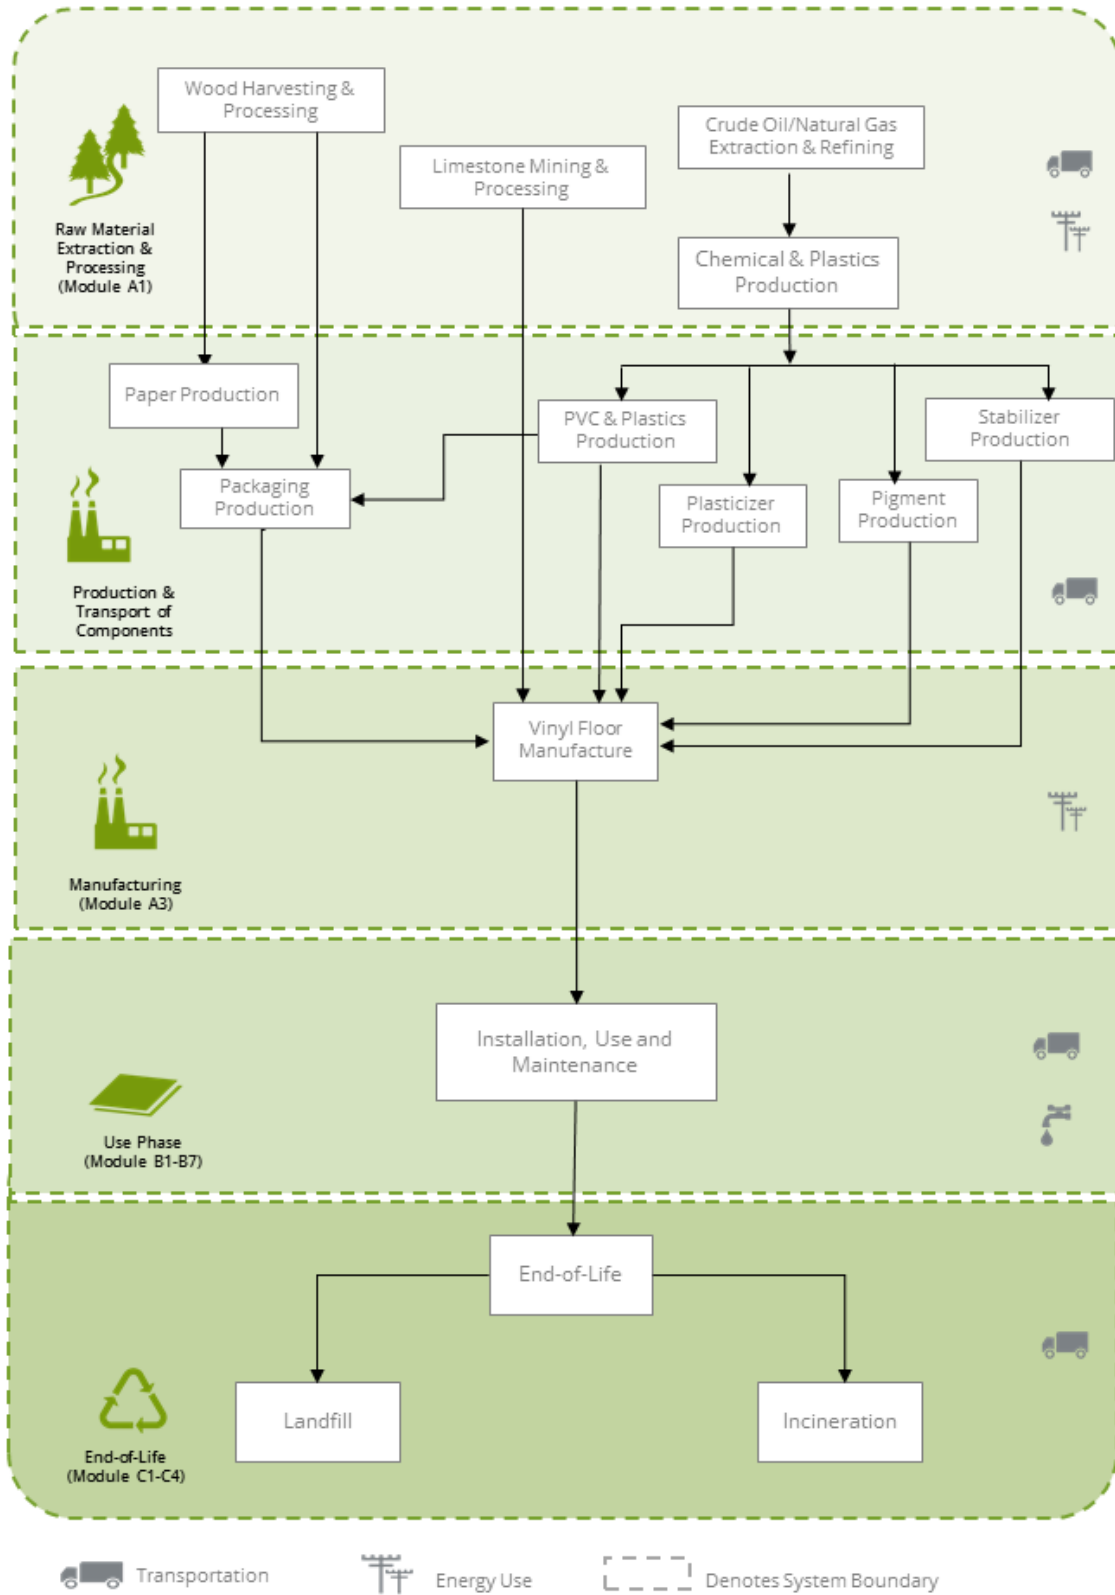 Wood Harvesting &
Processing
Crude Oil/Natural Gas
Extraction & Refining
Limestone Mining &
Processing
Raw Material
Extraction &
Processing
(Module A1)
Chemical & Plastics
Production
Paper Production
PVC & Plastics
Production
Stabilizer
Production
Packaging
Production
Plasticizer
Production
Pigment
Production
Production &
Transport of
Components
Vinyl Floor
Manufacture
Manufacturing
(Module A3)
Installation, Use and
Maintenance
Use Phase
(Module B1-B7)
End-of-Life
Landfill
Incineration
End-of-Life
(Module C1-C4)
Transportation
Energy Use
Denotes System Boundary